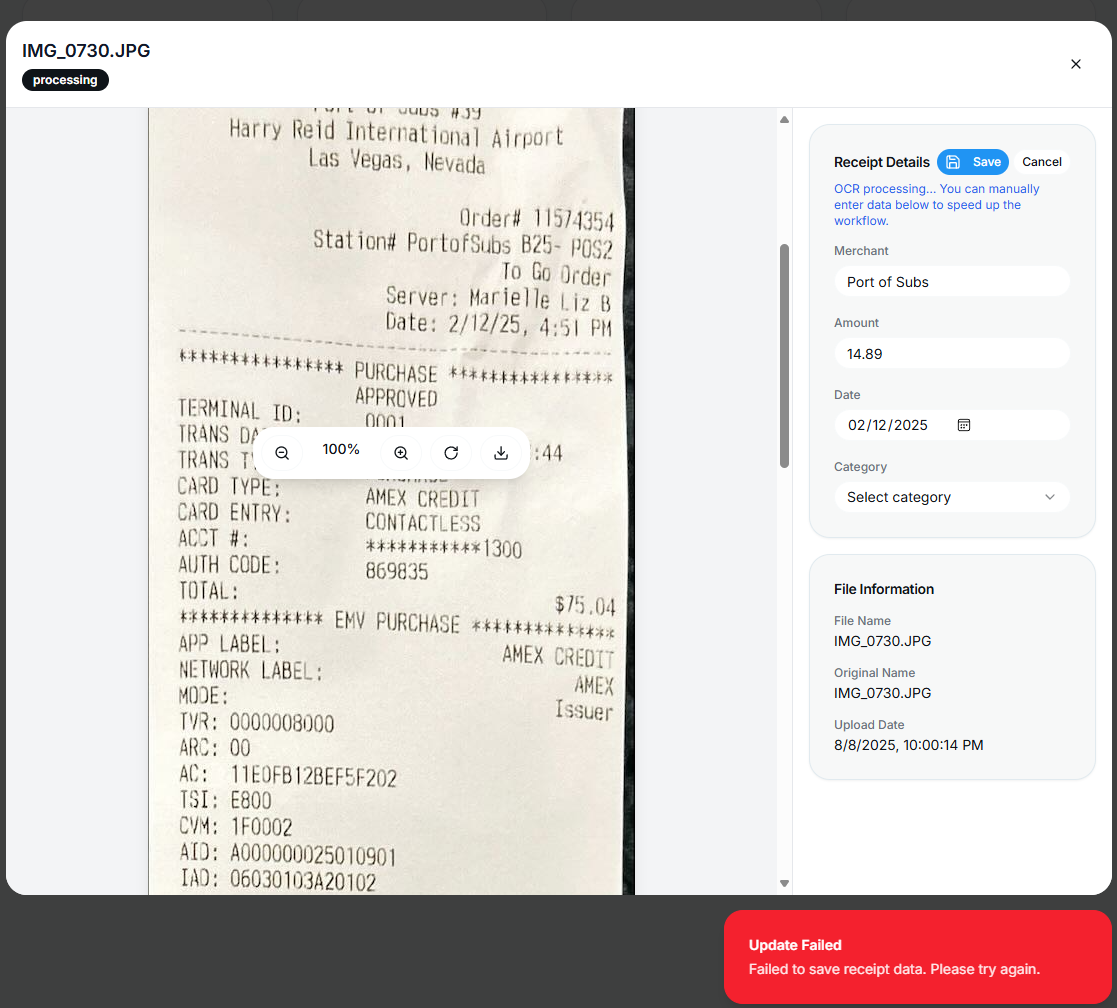 IMG_0730.JPG
processing
Port of Subs #39
Harry Reid International Airport
Las Vegas, Nevada
Order# 11574354
Station# PortofSubs B25- POS2
To Go Order
Server: Marielle Liz B
Date: 2/12/25, 4:51 PM
**************** PURCHASE ****************
APPROVED
TERMINAL ID: 0001
TRANS :44
TRANS
100%
CARD TYPE: AMEX CREDIT
CARD ENTRY: CONTACTLESS
ACCT #: ***********1300
AUTH CODE: 869835
TOTAL: $75.04
************** EMV PURCHASE **************
APP LABEL: AMEX CREDIT
NETWORK LABEL: AMEX
MODE: Issuer
TVR: 0000008000
ARC: 00
AC: 11E0FB12BEF5F202
TSI: E800
CVM: 1F0002
AID: A000000025010901
IAD: 06030103A20102
Receipt Details
Save
Cancel
OCR processing... You can manually
enter data below to speed up the
workflow.
Merchant
Port of Subs
Amount
14.89
Date
02/12/2025
Category
Select category
File Information
File Name
IMG_0730.JPG
Original Name
IMG_0730.JPG
Upload Date
8/8/2025, 10:00:14 PM
Update Failed
Failed to save receipt data. Please try again.